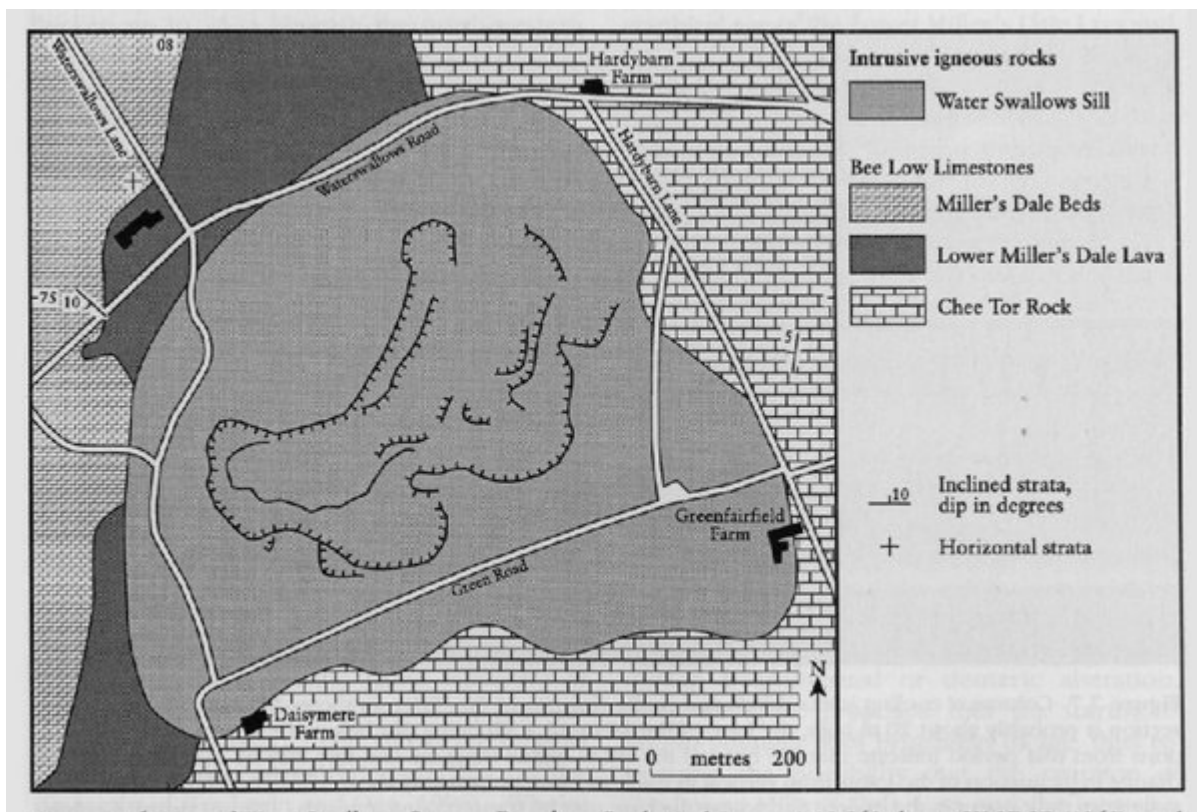 08
Waterswallows Lane
Hardybarn
Farm
Waterswallows Road
Hardybarn Lane
75
10
5
Greenfairfield
Farm
Green Road
Daisymere
Farm
N
0 metres 200
Intrusive igneous rocks
Water Swallows Sill
Bee Low Limestones
Miller's Dale Beds
Lower Miller's Dale Lava
Chee Tor Rock
10
Inclined strata,
dip in degrees
Horizontal strata